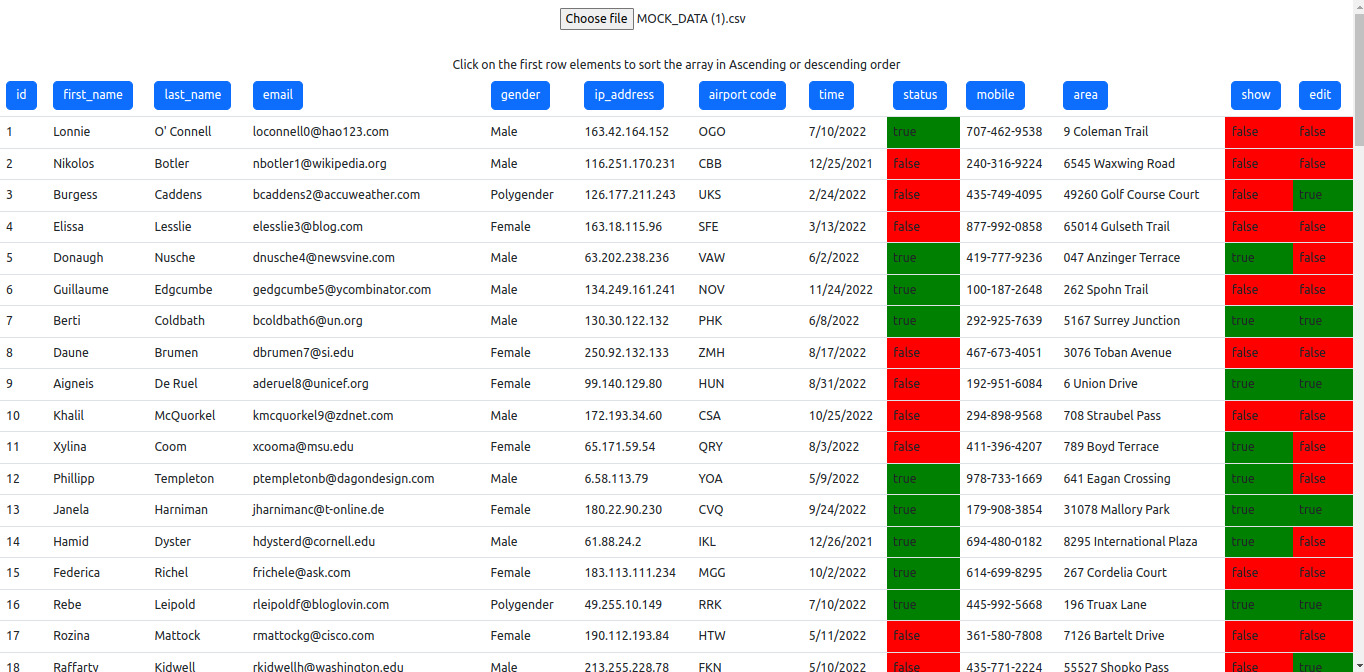 Choose file MOCK_DATA (1).csv
Click on the first row elements to sort the array in Ascending or descending order
id first_name last_name email gender ip_address airport code time status mobile area show edit
1 Lonnie O' Connell loconnell0@hao123.com Male 163.42.164.152 OGO 7/10/2022 true 707-462-9538 9 Coleman Trail false false
2 Nikolos Botler nbotler1@wikipedia.org Male 116.251.170.231 CBB 12/25/2021 false 240-316-9224 6545 Waxwing Road false false
3 Burgess Caddens bcaddens2@accuweather.com Polygender 126.177.211.243 UKS 2/24/2022 false 435-749-4095 49260 Golf Course Court false true
4 Elissa Lesslie elesslie3@blog.com Female 163.18.115.96 SFE 3/13/2022 false 877-992-0858 65014 Gulseth Trail false false
5 Donaugh Nusche dnusche4@newsvine.com Male 63.202.238.236 VAW 6/2/2022 true 419-777-9236 047 Anzinger Terrace true false
6 Guillaume Edgcumbe gedgcumbe5@ycombinator.com Male 134.249.161.241 NOV 11/24/2022 true 100-187-2648 262 Spohn Trail false false
7 Berti Coldbath bcoldbath6@un.org Male 130.30.122.132 PHK 6/8/2022 true 292-925-7639 5167 Surrey Junction true true
8 Daune Brumen dbrumen7@si.edu Female 250.92.132.133 ZMH 8/17/2022 false 467-673-4051 3076 Toban Avenue false false
9 Aigneis De Ruel aderuel8@unicef.org Female 99.140.129.80 HUN 8/31/2022 false 192-951-6084 6 Union Drive true true
10 Khalil McQuorkel kmcquorkel9@zdnet.com Male 172.193.34.60 CSA 10/25/2022 false 294-898-9568 708 Straubel Pass false false
11 Xylina Coom xcooma@msu.edu Female 65.171.59.54 QRY 8/3/2022 false 411-396-4207 789 Boyd Terrace true false
12 Phillipp Templeton ptempletonb@dagondesign.com Male 6.58.113.79 YOA 5/9/2022 true 978-733-1669 641 Eagan Crossing true false
13 Janela Harniman jharnimanc@t-online.de Female 180.22.90.230 CVQ 9/24/2022 true 179-908-3854 31078 Mallory Park true true
14 Hamid Dyster hdysterd@cornell.edu Male 61.88.24.2 IKL 12/26/2021 true 694-480-0182 8295 International Plaza true false
15 Federica Richel frichele@ask.com Female 183.113.111.234 MGG 10/2/2022 true 614-699-8295 267 Cordelia Court false false
16 Rebe Leipold rleipoldf@bloglovin.com Polygender 49.255.10.149 RRK 7/10/2022 true 445-992-5668 196 Truax Lane true true
17 Rozina Mattock rmattockg@cisco.com Female 190.112.193.84 HTW 5/11/2022 false 361-580-7808 7126 Bartelt Drive false false
18 Raffarty Kidwell rkidwellh@washington.edu Male 213.255.228.78 FKN 5/10/2022 false 435-771-2224 55527 Shopko Pass false true